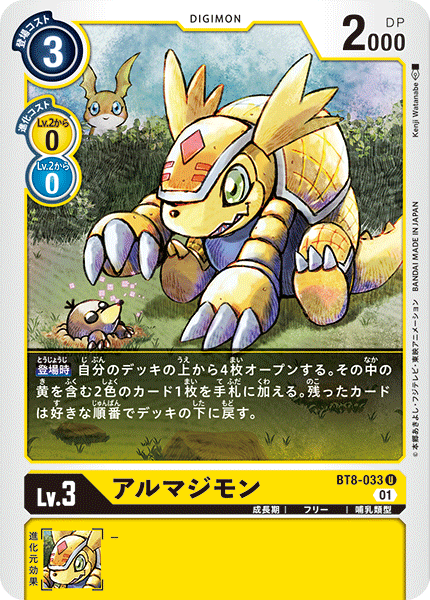 登場コスト
3
DIGIMON
DP
2000
進化コスト
Lv.2から
0
Lv.2から
0
Kenji Watanabe
BANDAI MADE IN JAPAN
©本郷あきよし・フジテレビ・東映アニメーション
登場時 自分のデッキの上から4枚オープンする。その中の
黄を含む2色のカード1枚を手札に加える。残ったカード
は好きな順番でデッキの下に戻す。
Lv.3
アルマジモン
BT8-033 U
01
成長期 | フリー | 哺乳類型
進化元効果
−